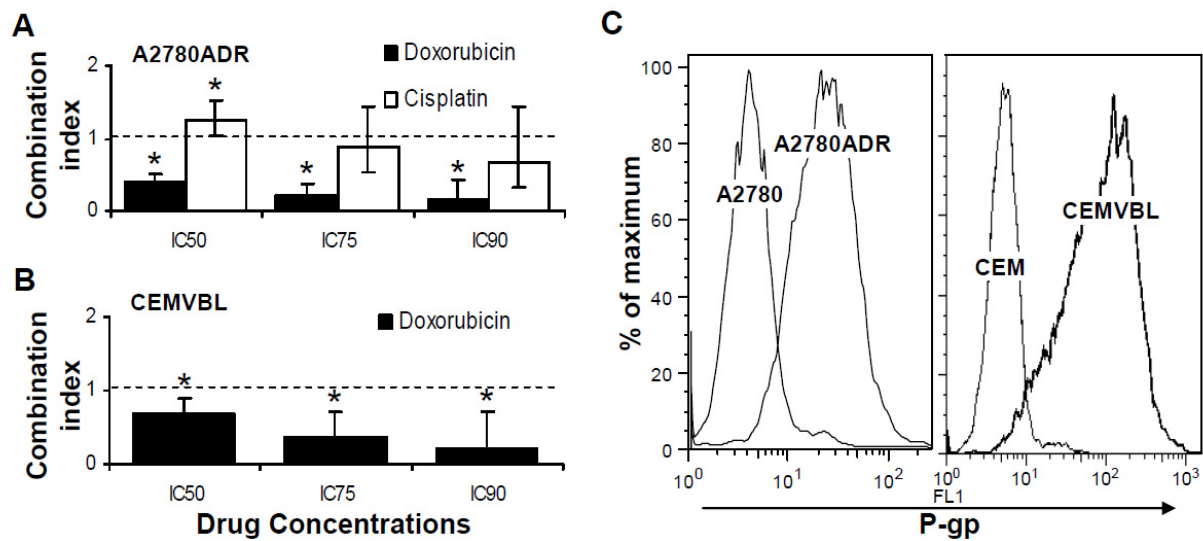 A
A2780ADR
Doxorubicin
Cisplatin
Combination
index
2
1
0
*
*
*
*
IC50
IC75
IC90
B
CEMVBL
Doxorubicin
Combination
index
2
1
0
*
*
*
IC50
IC75
IC90
Drug Concentrations
C
% of maximum
100
80
60
40
20
0
A2780ADR
A2780
CEMVBL
CEM
10⁰
10¹
10²
10⁰
10¹
10²
10³
FL1
P-gp